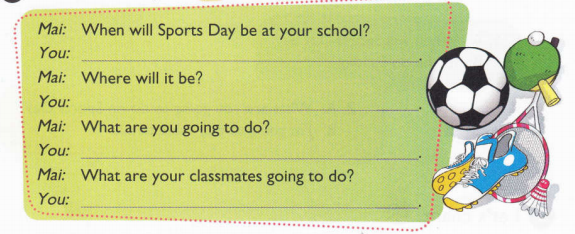 Mai: When will Sports Day be at your school?
You: .
Mai: Where will it be?
You: .
Mai: What are you going to do?
You: .
Mai: What are your classmates going to do?
You: .